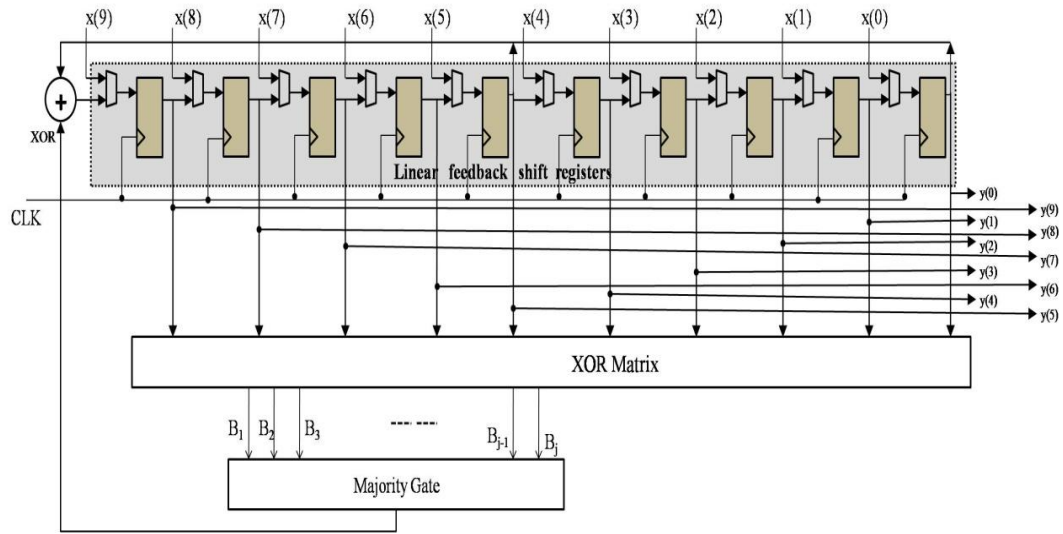 x(9) x(8) x(7) x(6) x(5) x(4) x(3) x(2) x(1) x(0)
+
XOR
Linear feedback shift registers
CLK
y(0)
y(9)
y(1)
y(8)
y(2)
y(7)
y(3)
y(6)
y(4)
y(5)
XOR Matrix
B1 B2 B3 Bj-1 Bj
Majority Gate